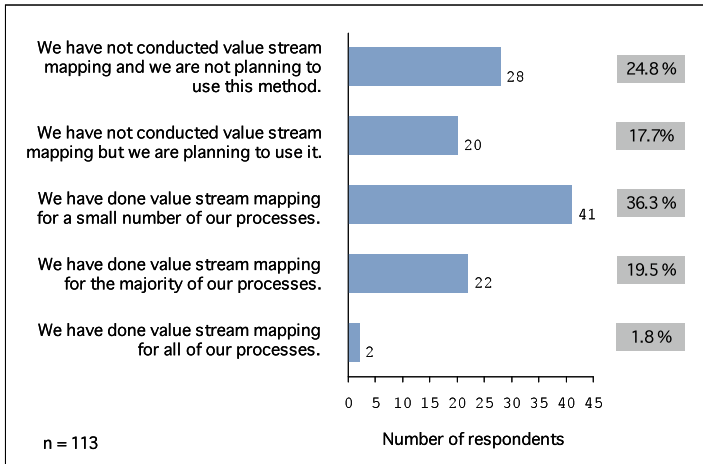 We have not conducted value stream
mapping and we are not planning to
use this method.
28
24.8 %
We have not conducted value stream
mapping but we are planning to use it.
20
17.7%
We have done value stream mapping
for a small number of our processes.
41
36.3 %
We have done value stream mapping
for the majority of our processes.
22
19.5 %
We have done value stream mapping
for all of our processes.
2
1.8 %
0 5 10 15 20 25 30 35 40 45
n = 113
Number of respondents